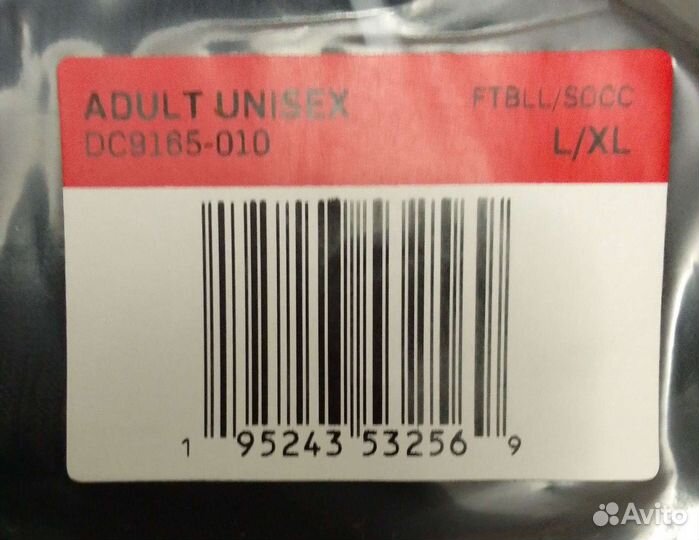 ADULT UNISEX
FTBLL/SOCC
DC9165-010
L/XL
1 95243 53256 9
Avito